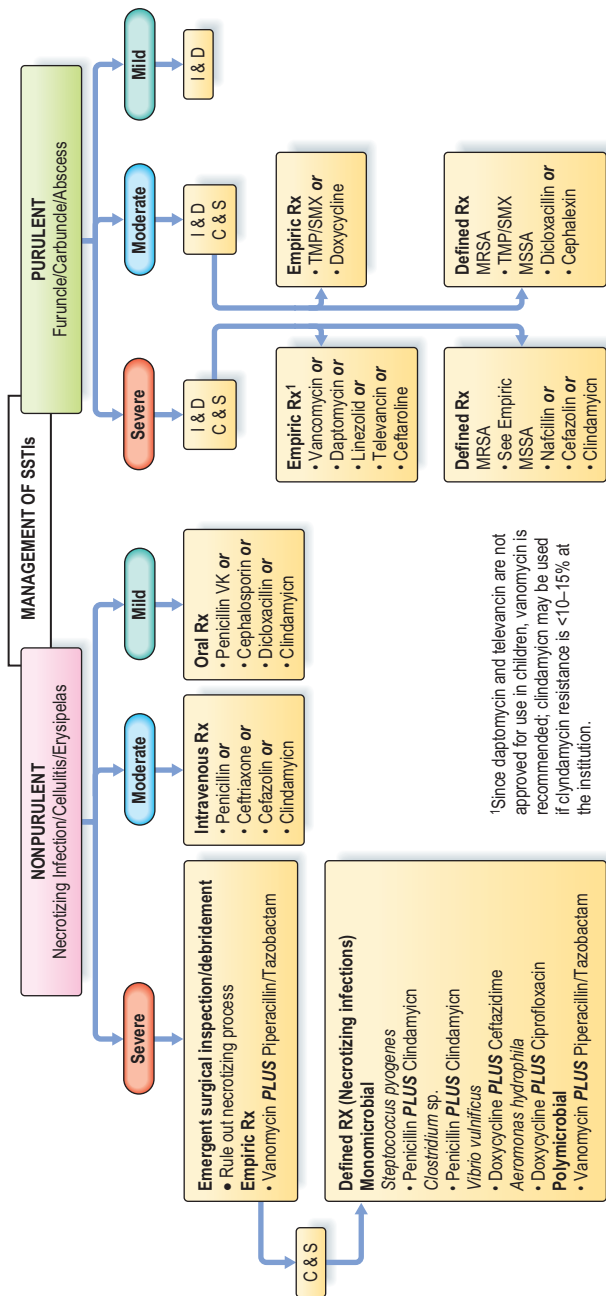 MANAGEMENT OF SSTIs
NONPURULENT
Necrotizing Infection/Cellulitis/Erysipelas
Severe
Moderate
Mild
Emergent surgical inspection/debridement
• Rule out necrotizing process
Empiric Rx
• Vanomycin PLUS Piperacillin/Tazobactam
C & S
Defined RX (Necrotizing infections)
Monomicrobial
Steptococcus pyogenes
• Penicillin PLUS Clindamyicn
Clostridium sp.
• Penicillin PLUS Clindamyicn
Vibrio vulnificus
• Doxycycline PLUS Ceftazidime
Aeromonas hydrophila
• Doxycycline PLUS Ciprofloxacin
Polymicrobial
• Vanomycin PLUS Piperacillin/Tazobactam
Intravenous Rx
• Penicillin or
• Ceftriaxone or
• Cefazolin or
• Clindamyicn
Oral Rx
• Penicillin VK or
• Cephalosporin or
• Dicloxacillin or
• Clindamyicn
PURULENT
Furuncle/Carbuncle/Abscess
Severe
Moderate
Mild
I & D
C & S
I & D
C & S
I & D
Empiric Rx1
• Vancomycin or
• Daptomycin or
• Linezolid or
• Televancin or
• Ceftaroline
Empiric Rx
• TMP/SMX or
• Doxycycline
Defined Rx
MRSA
• See Empiric
MSSA
• Nafcillin or
• Cefazolin or
• Clindamyicn
Defined Rx
MRSA
• TMP/SMX
MSSA
• Dicloxacillin or
• Cephalexin
1Since daptomycin and televancin are not
approved for use in children, vanomycin is
recommended; clindamyicn may be used
if clyndamycin resistance is <10–15% at
the institution.